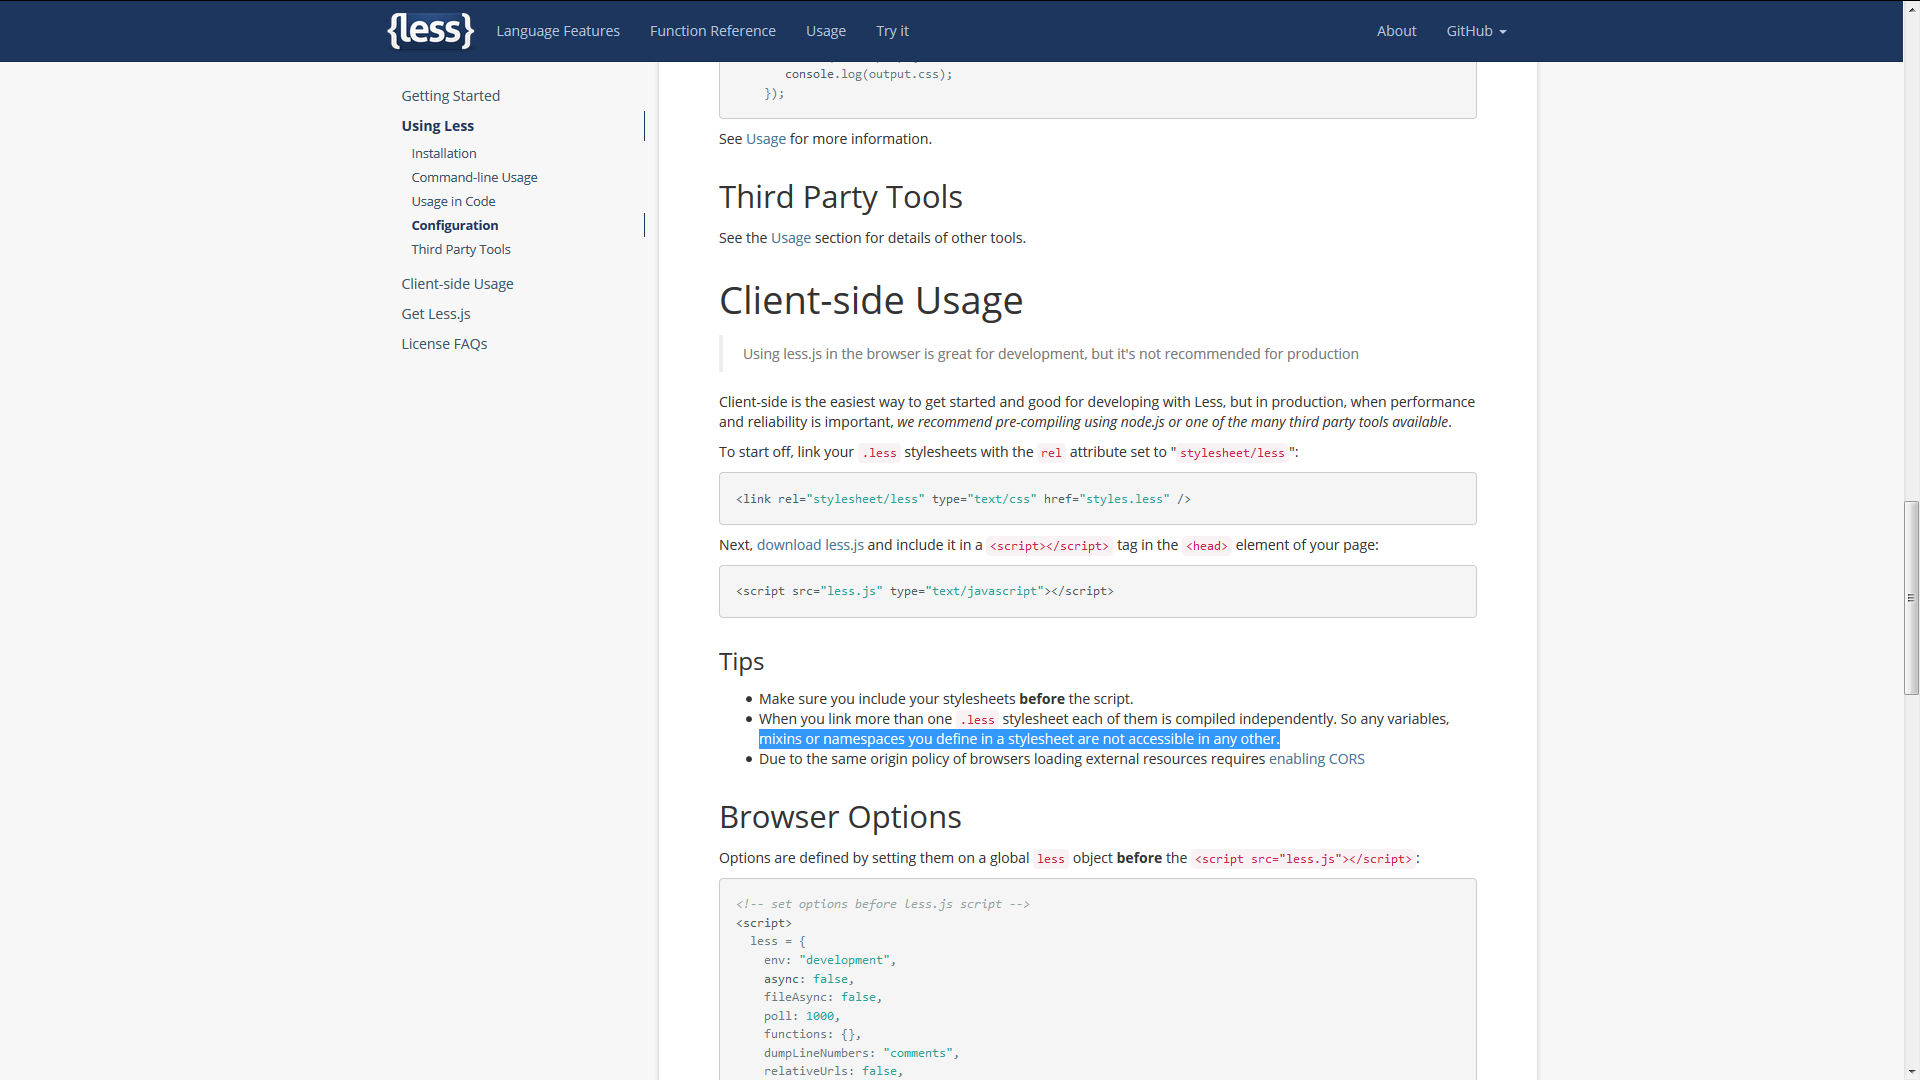 {less}
Language Features
Function Reference
Usage
Try it
About
GitHub
Getting Started
Using Less
Installation
Command-line Usage
Usage in Code
Configuration
Third Party Tools
Client-side Usage
Get Less.js
License FAQs
console.log(output.css);
});
See Usage for more information.
Third Party Tools
See the Usage section for details of other tools.
Client-side Usage
Using less.js in the browser is great for development, but it's not recommended for production
Client-side is the easiest way to get started and good for developing with Less, but in production, when performance
and reliability is important, we recommend pre-compiling using node.js or one of the many third party tools available.
To start off, link your .less stylesheets with the rel attribute set to "stylesheet/less":
<link rel="stylesheet/less" type="text/css" href="styles.less" />
Next, download less.js and include it in a <script></script> tag in the <head> element of your page:
<script src="less.js" type="text/javascript"></script>
Tips
• Make sure you include your stylesheets before the script.
• When you link more than one .less stylesheet each of them is compiled independently. So any variables,
mixins or namespaces you define in a stylesheet are not accessible in any other.
• Due to the same origin policy of browsers loading external resources requires enabling CORS
Browser Options
Options are defined by setting them on a global less object before the <script src="less.js"></script>:
<!-- set options before less.js script -->
<script>
less = {
env: "development",
async: false,
fileAsync: false,
poll: 1000,
functions: {},
dumpLineNumbers: "comments",
relativeUrls: false,